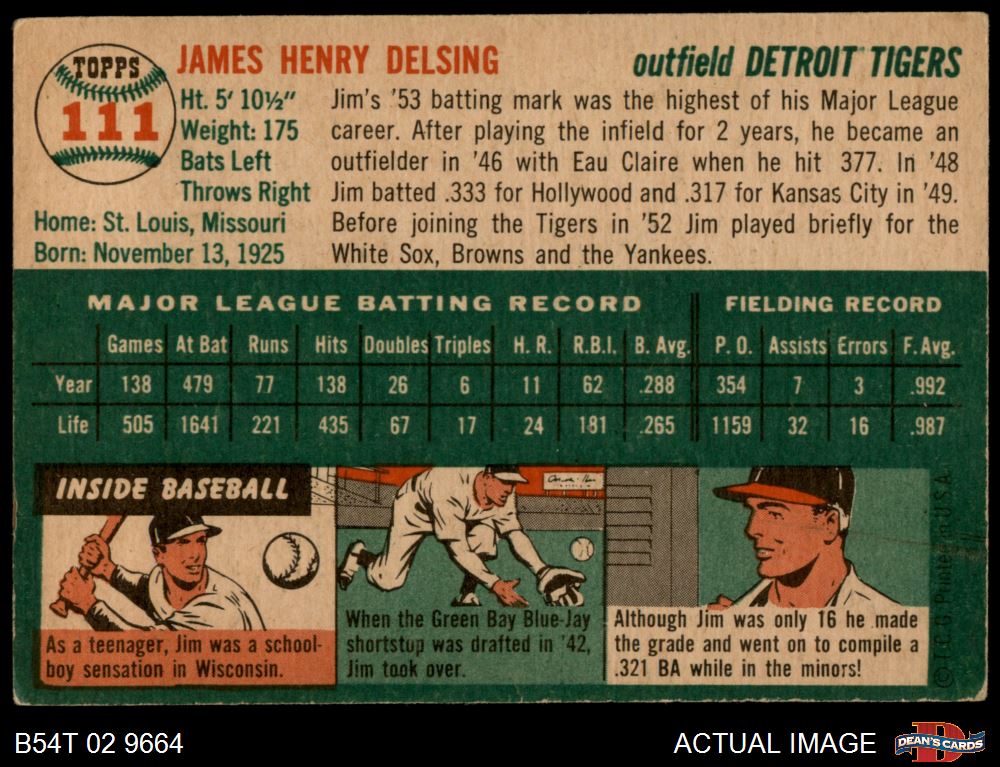 TOPPS
111
JAMES HENRY DELSING
outfield DETROIT TIGERS
Ht. 5' 10½"
Weight: 175
Bats Left
Throws Right
Home: St. Louis, Missouri
Born: November 13, 1925
Jim's '53 batting mark was the highest of his Major League
career. After playing the infield for 2 years, he became an
outfielder in '46 with Eau Claire when he hit 377. In '48
Jim batted .333 for Hollywood and .317 for Kansas City in '49.
Before joining the Tigers in '52 Jim played briefly for the
White Sox, Browns and the Yankees.
MAJOR LEAGUE BATTING RECORD FIELDING RECORD
Games At Bat Runs Hits Doubles Triples H. R. R.B.I. B. Avg. P. O. Assists Errors F. Avg.
Year 138 479 77 138 26 6 11 62 .288 354 7 3 .992
Life 505 1641 221 435 67 17 24 181 .265 1159 32 16 .987
INSIDE BASEBALL
As a teenager, Jim was a school-
boy sensation in Wisconsin.
When the Green Bay Blue-Jay
shortstop was drafted in '42,
Jim took over.
Although Jim was only 16 he made
the grade and went on to compile a
.321 BA while in the minors!
© T. C. G. Printed in U.S.A.
B54T 02 9664
ACTUAL IMAGE
DEAN'S CARDS